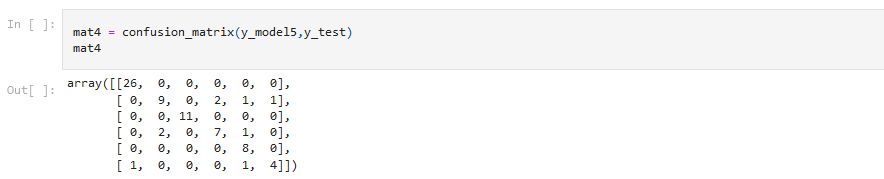 In [ ]:
mat4 = confusion_matrix(y_model5,y_test)
mat4
Out[ ]:
array([[26,  0,  0,  0,  0,  0],
       [ 0,  9,  0,  2,  1,  1],
       [ 0,  0, 11,  0,  0,  0],
       [ 0,  2,  0,  7,  1,  0],
       [ 0,  0,  0,  0,  8,  0],
       [ 1,  0,  0,  0,  1,  4]])